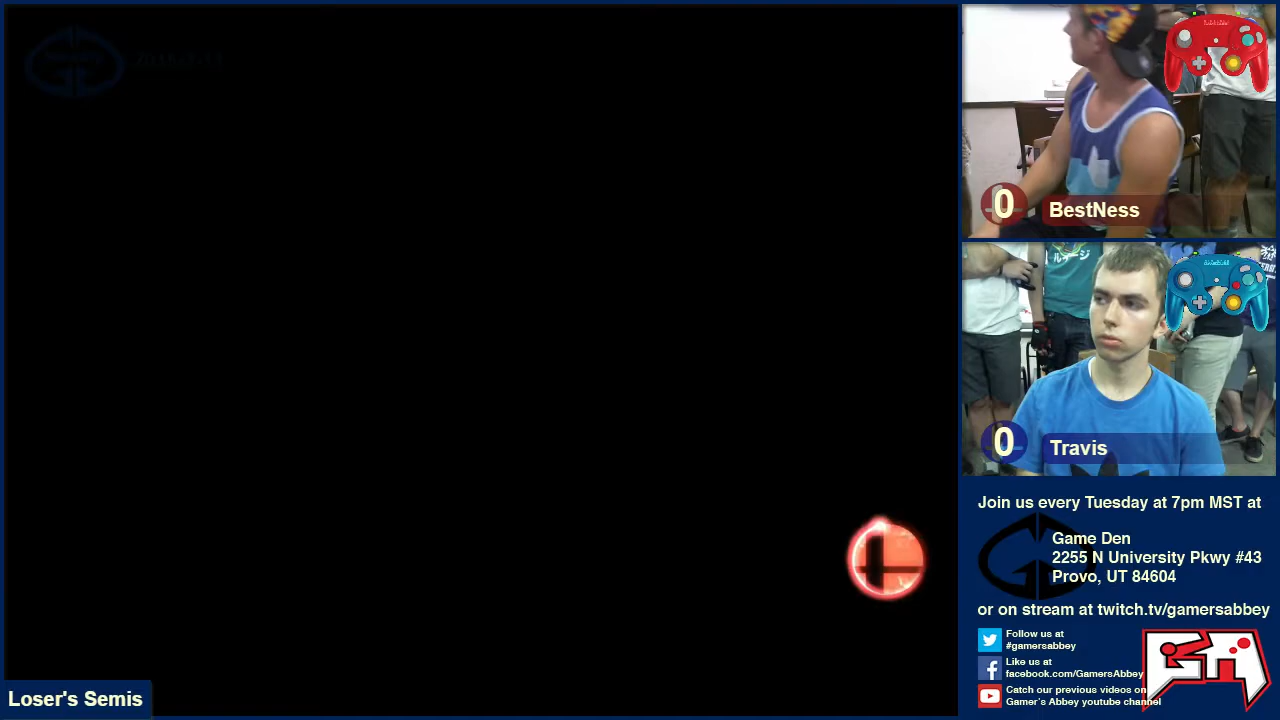 0
BestNess
0
Travis
Join us every Tuesday at 7pm MST at
Game Den
2255 N University Pkwy #43
Provo, UT 84604
or on stream at twitch.tv/gamersabbey
Follow us at
#gamersabbey
Like us at
facebook.com/GamersAbbey
Catch our previous videos on
Gamer's Abbey youtube channel
Loser's Semis